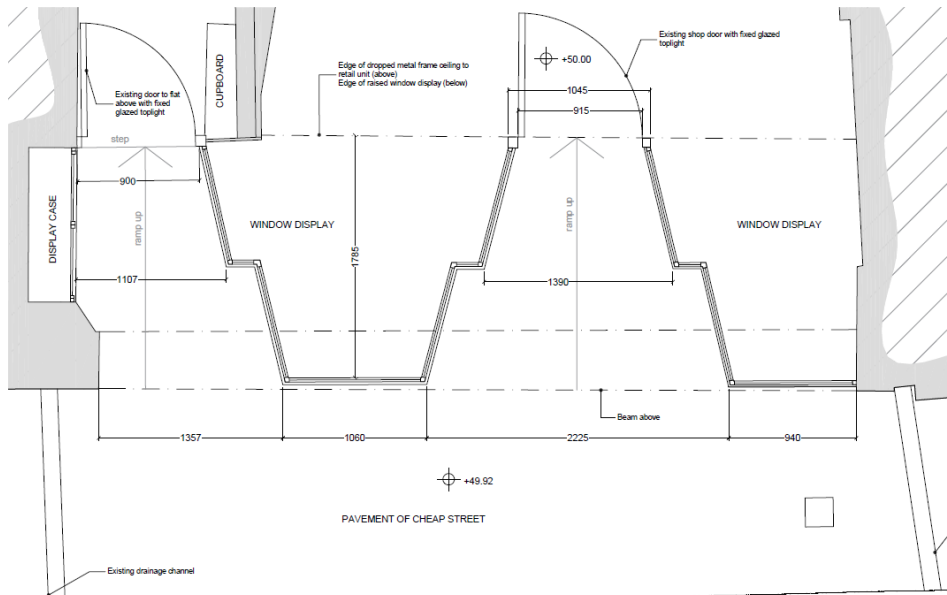 Existing shop door with fixed glazed
toplight
+50.00
Edge of dropped metal frame ceiling to
retail unit (above)
Edge of raised window display (below)
CUPBOARD
Existing door to flat
above with fixed
glazed toplight
1045
915
step
900
DISPLAY CASE
ramp up
WINDOW DISPLAY
1785
ramp up
WINDOW DISPLAY
1107
1390
Beam above
1357
1060
2225
940
+49.92
PAVEMENT OF CHEAP STREET
Existing drainage channel